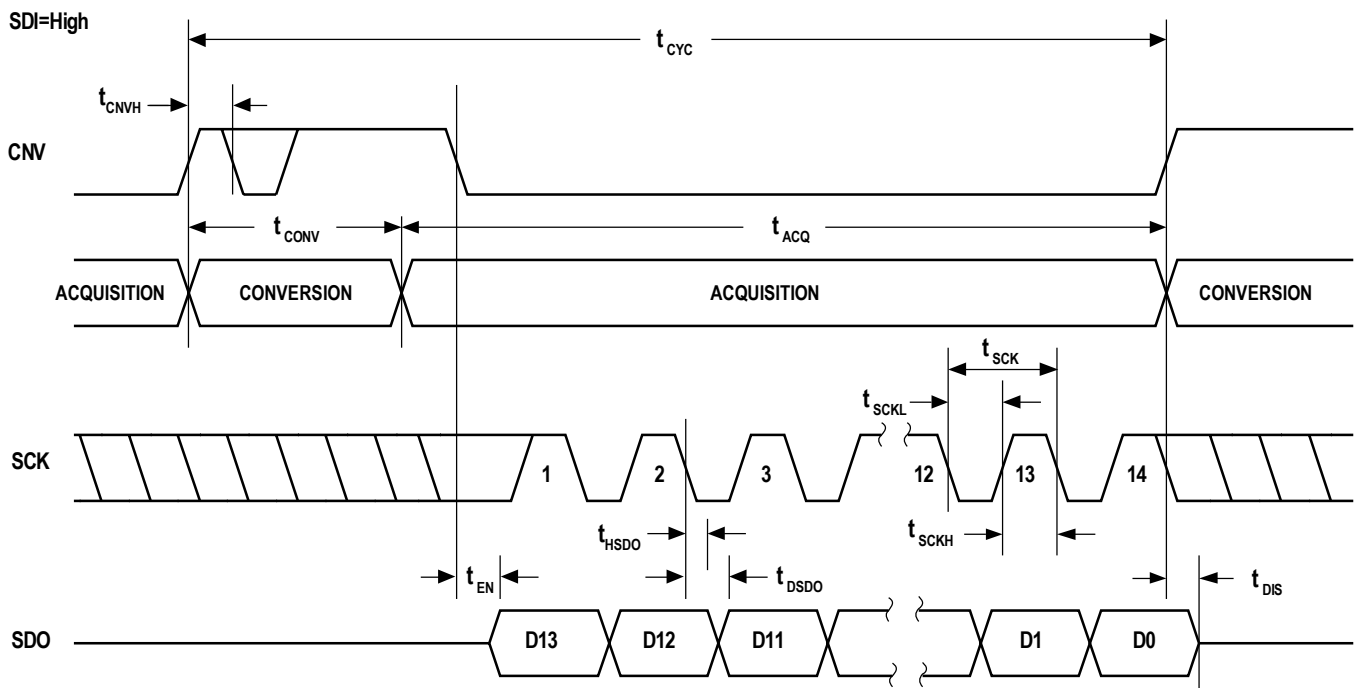 SDI=High
tCYC
tCNVH
CNV
tCONV
tACQ
ACQUISITION
CONVERSION
ACQUISITION
CONVERSION
tSCK
tSCKL
SCK
1
2
3
12
13
14
tHSDO
tSCKH
tEN
tDSDO
tDIS
SDO
D13
D12
D11
D1
D0